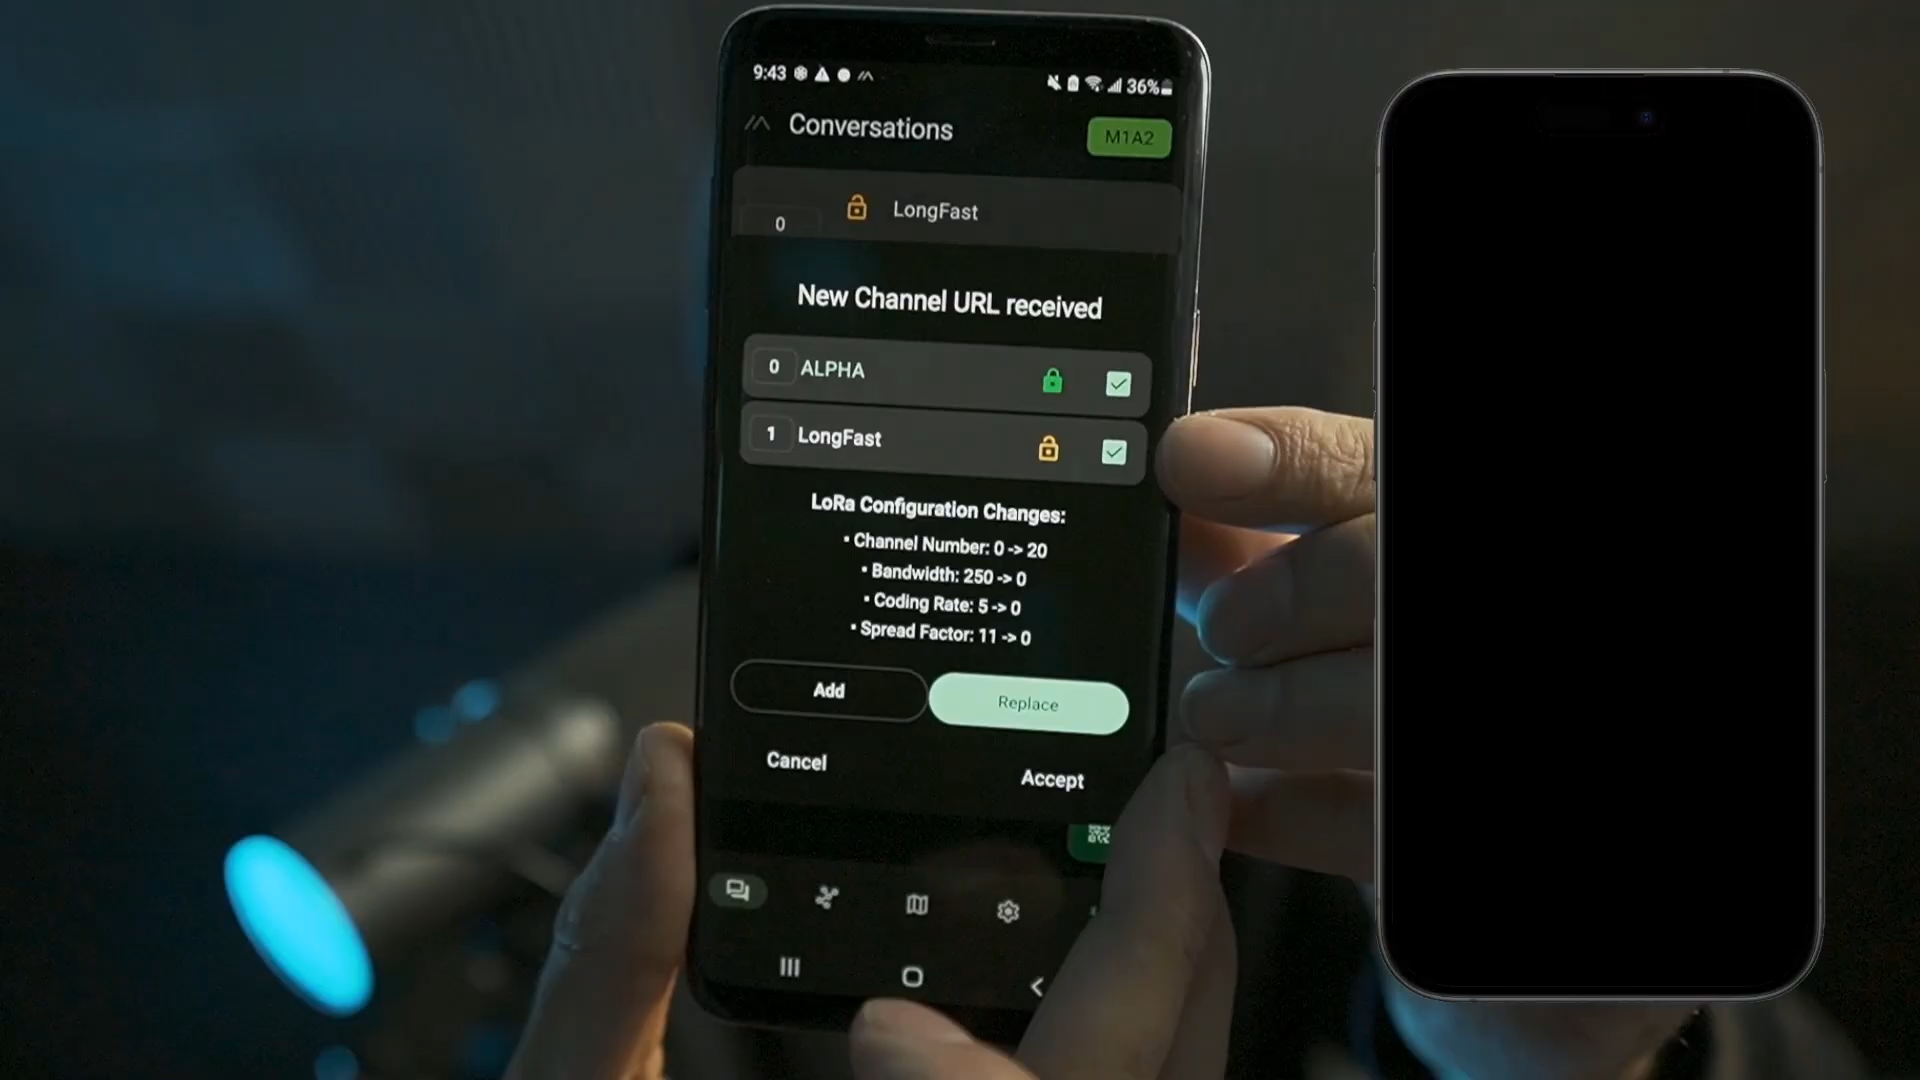 9:43 36%
Conversations M1A2
0 LongFast
New Channel URL received
0 ALPHA
1 LongFast
LoRa Configuration Changes:
• Channel Number: 0 -> 20
• Bandwidth: 250 -> 0
• Coding Rate: 5 -> 0
• Spread Factor: 11 -> 0
Add Replace
Cancel Accept